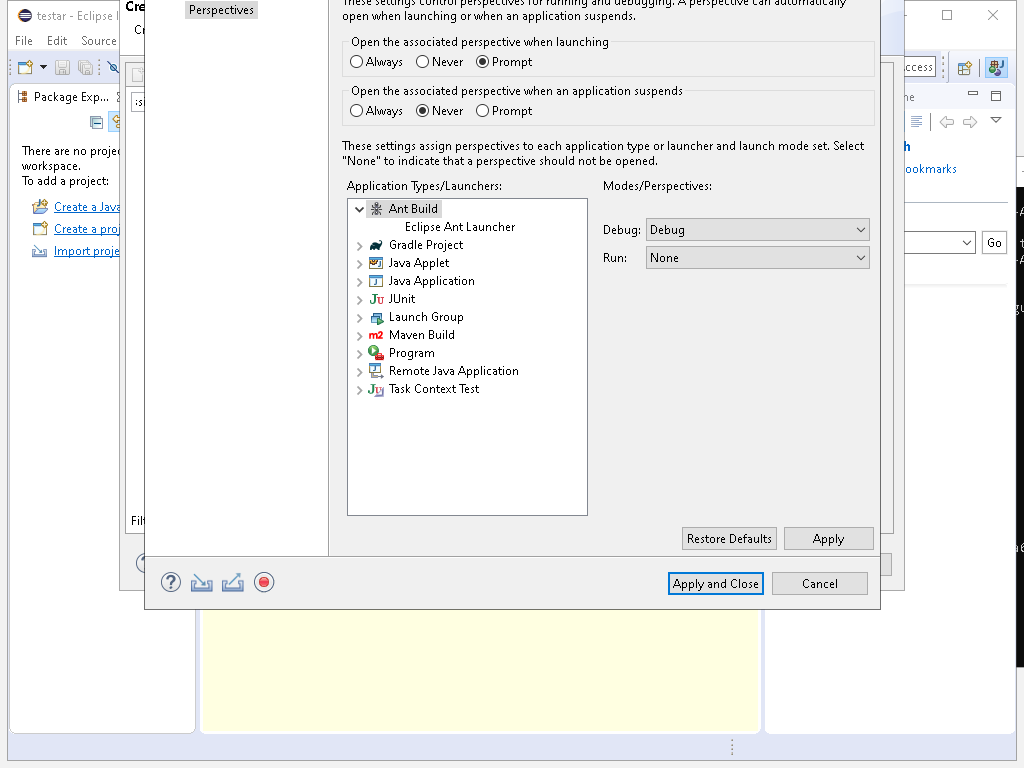 testar - Eclipse I
File
Edit
Source
Package Exp...
There are no proje
workspace.
To add a project:
Create a Java
Create a proj
Import proje
Cre
Cr
:si
Filt
Perspectives
These settings control perspectives for running and debugging. A perspective can automatically
open when launching or when an application suspends.
Open the associated perspective when launching
Always
Never
Prompt
Open the associated perspective when an application suspends
Always
Never
Prompt
These settings assign perspectives to each application type or launcher and launch mode set. Select
"None" to indicate that a perspective should not be opened.
Application Types/Launchers:
Modes/Perspectives:
Ant Build
Eclipse Ant Launcher
Gradle Project
Java Applet
Java Application
JUnit
Launch Group
Maven Build
Program
Remote Java Application
Task Context Test
Debug:
Debug
Run:
None
Restore Defaults
Apply
Apply and Close
Cancel
ccess
ne
h
ookmarks
Go